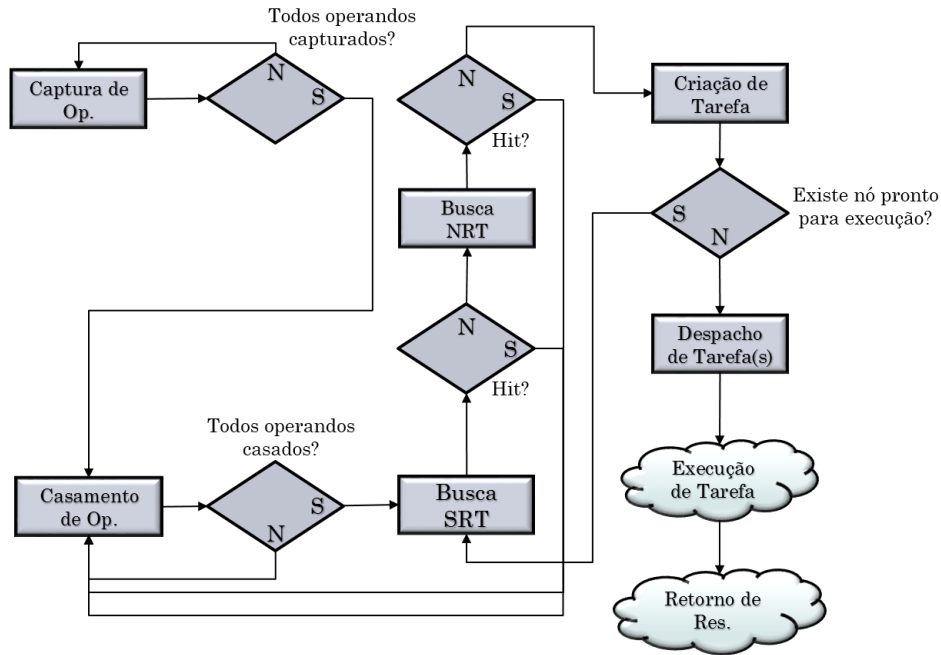 Todos operandos
capturados?
Captura de
Op.
N
S
N
S
Hit?
Criação de
Tarefa
Existe nó pronto
para execução?
S
N
Busca
NRT
N
S
Hit?
Despacho
de Tarefa(s)
Todos operandos
casados?
Casamento
de Op.
S
N
Busca
SRT
Execução
de Tarefa
Retorno de
Res.